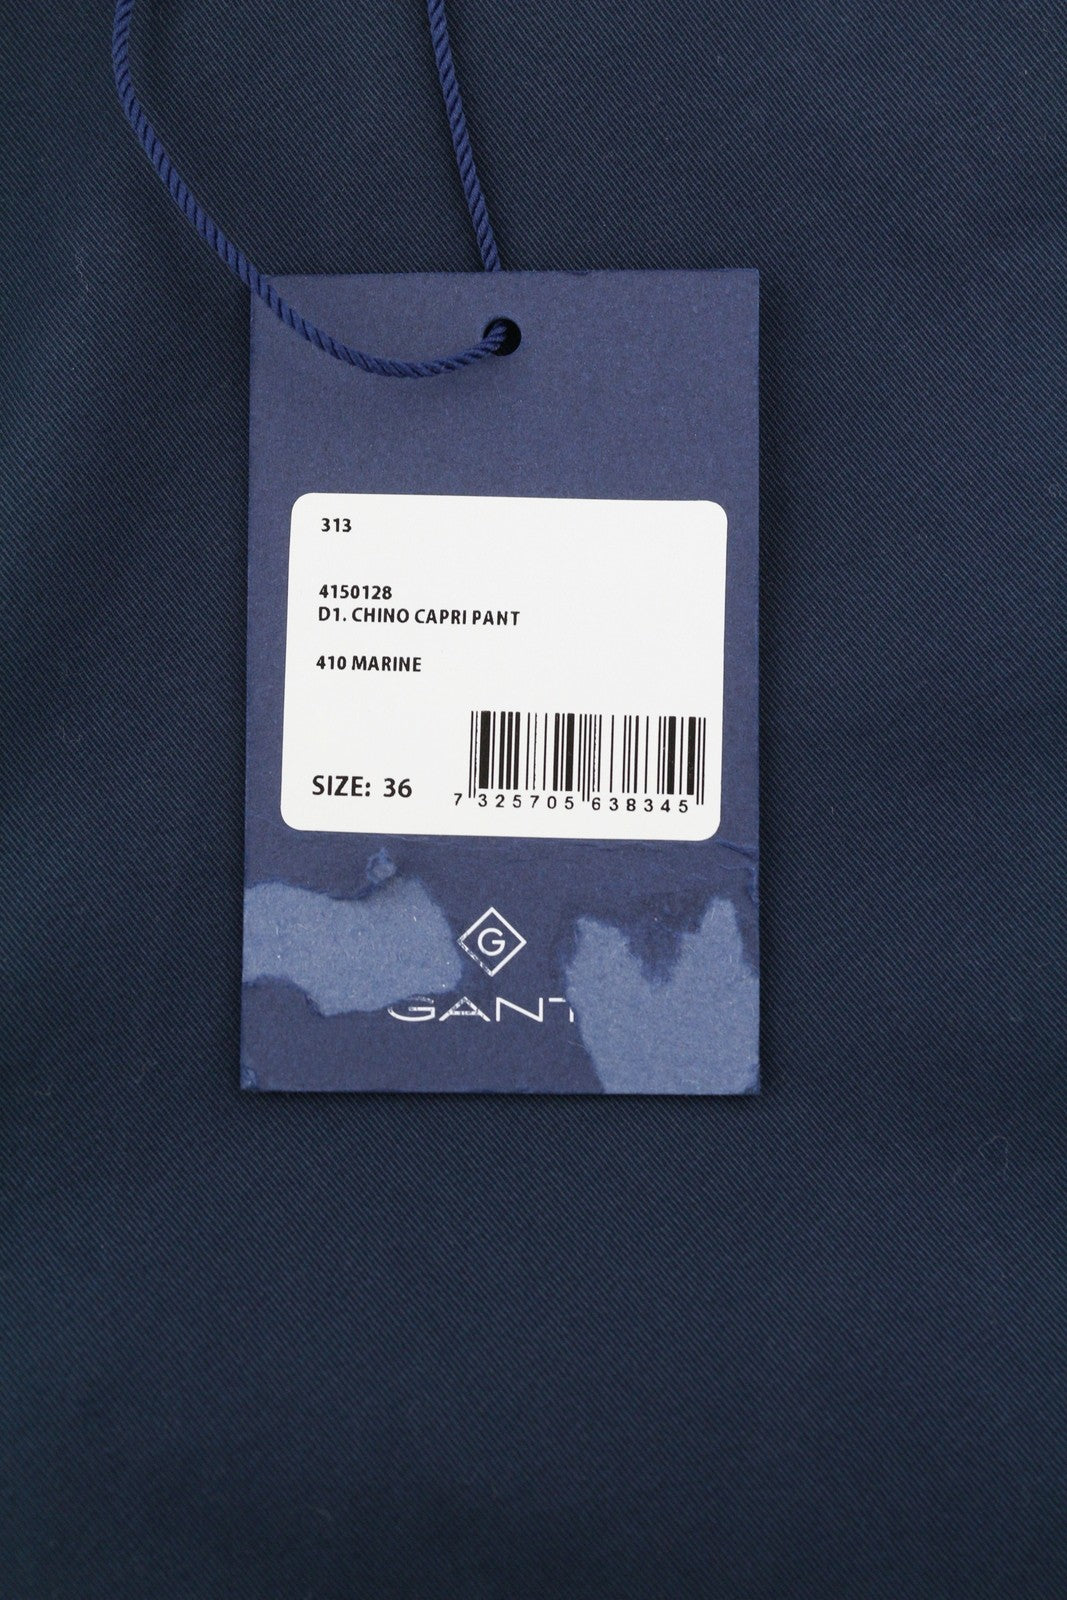 313
4150128
D1. CHINO CAPRI PANT
410 MARINE
SIZE: 36
7 325705 638345
G
GANT